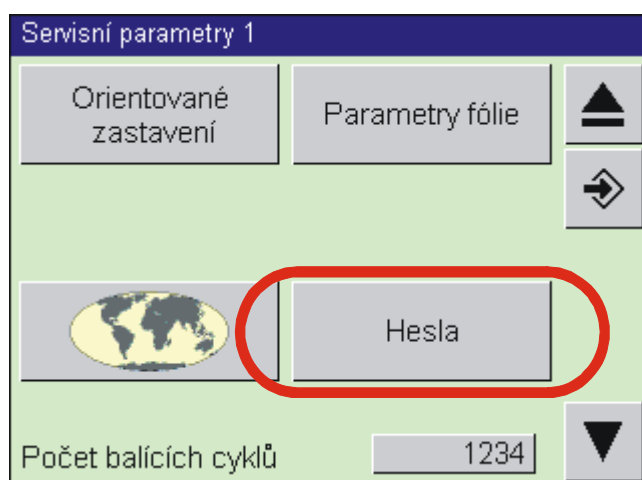 Servisní parametry 1
Orientované
zastavení
Parametry fólie
Hesla
Počet balících cyklů
1234